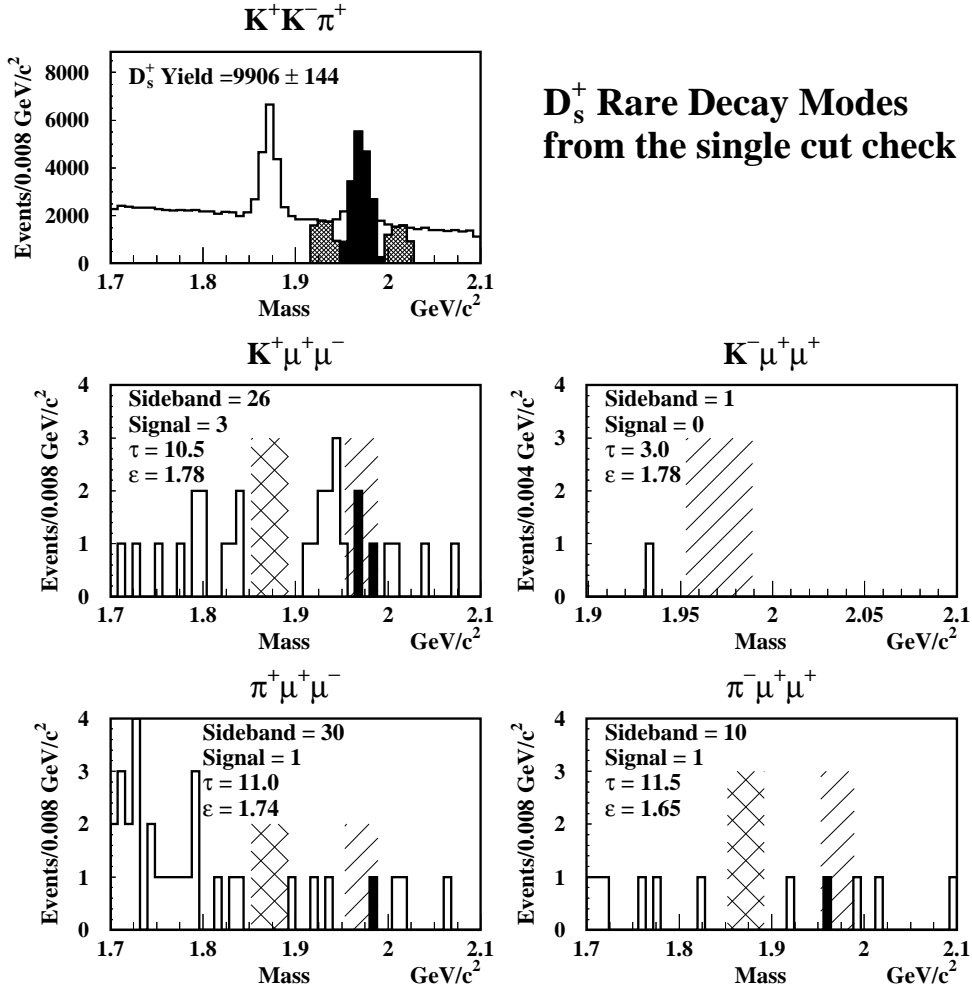 K⁺K⁻π⁺
Events/0.008 GeV/c²
8000
6000
4000
2000
0
Dₛ⁺ Yield =9906 ± 144
1.7 1.8 1.9 2 2.1
Mass GeV/c²
Dₛ⁺ Rare Decay Modes
from the single cut check
K⁺μ⁺μ⁻
Events/0.008 GeV/c²
4
3
2
1
0
Sideband = 26
Signal = 3
τ = 10.5
ε = 1.78
1.7 1.8 1.9 2 2.1
Mass GeV/c²
K⁻μ⁺μ⁺
Events/0.004 GeV/c²
4
3
2
1
0
Sideband = 1
Signal = 0
τ = 3.0
ε = 1.78
1.9 1.95 2 2.05 2.1
Mass GeV/c²
π⁺μ⁺μ⁻
Events/0.008 GeV/c²
4
3
2
1
0
Sideband = 30
Signal = 1
τ = 11.0
ε = 1.74
1.7 1.8 1.9 2 2.1
Mass GeV/c²
π⁻μ⁺μ⁺
Events/0.008 GeV/c²
4
3
2
1
0
Sideband = 10
Signal = 1
τ = 11.5
ε = 1.65
1.7 1.8 1.9 2 2.1
Mass GeV/c²